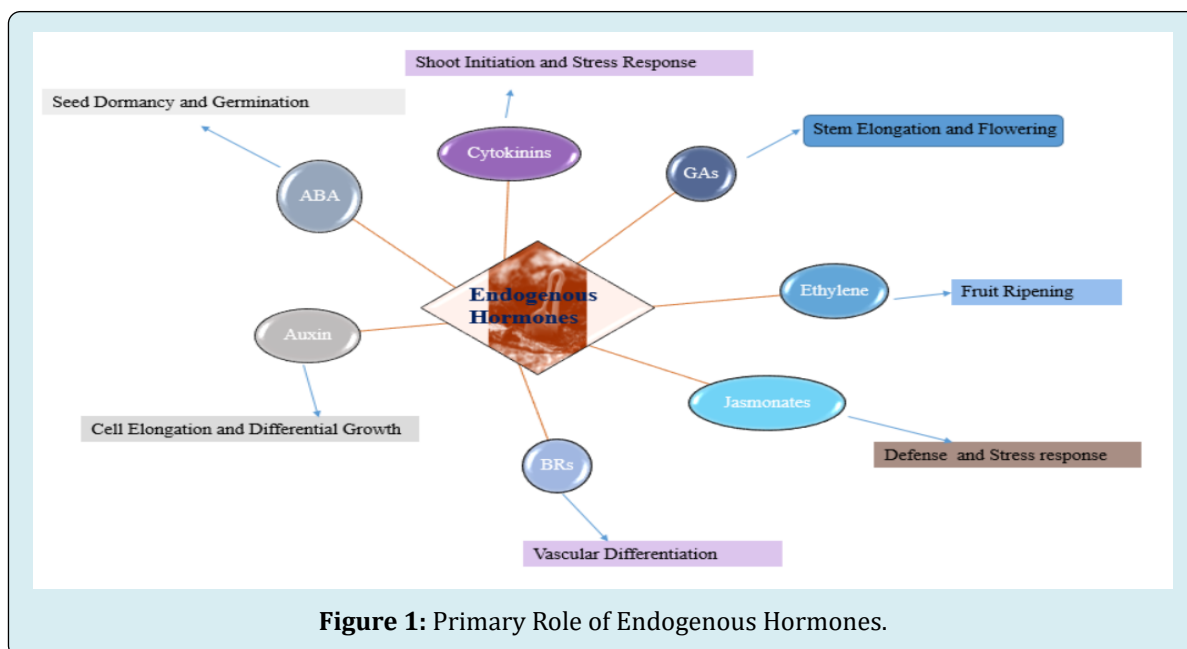 Shoot Initiation and Stress Response
Seed Dormancy and Germination
Stem Elongation and Flowering
Cytokinins
GAs
ABA
Endogenous
Hormones
Ethylene
Fruit Ripening
Auxin
Jasmonates
Cell Elongation and Differential Growth
Defense and Stress response
BRs
Vascular Differentiation
Figure 1: Primary Role of Endogenous Hormones.